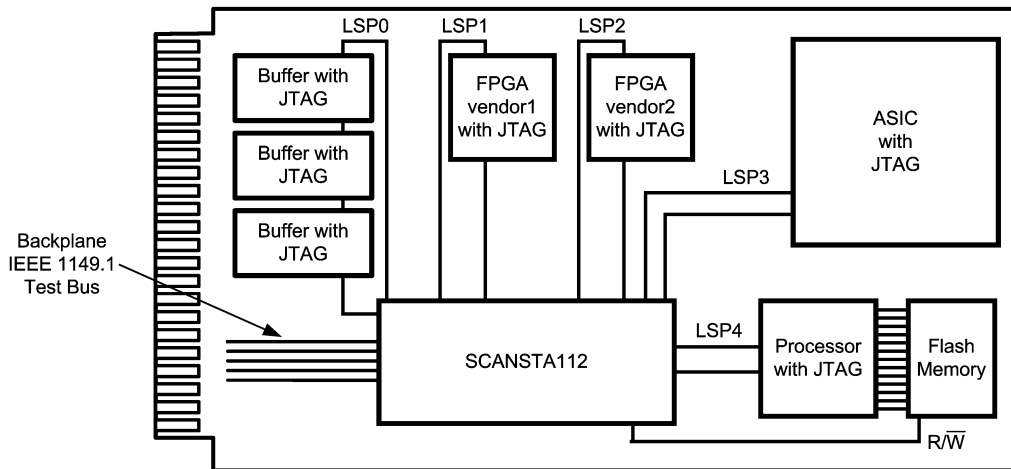 LSP0
LSP1
LSP2
Buffer with
JTAG
Buffer with
JTAG
Buffer with
JTAG
FPGA
vendor1
with JTAG
FPGA
vendor2
with JTAG
ASIC
with
JTAG
LSP3
Backplane
IEEE 1149.1
Test Bus
SCANSTA112
LSP4
Processor
with JTAG
Flash
Memory
R/W̅